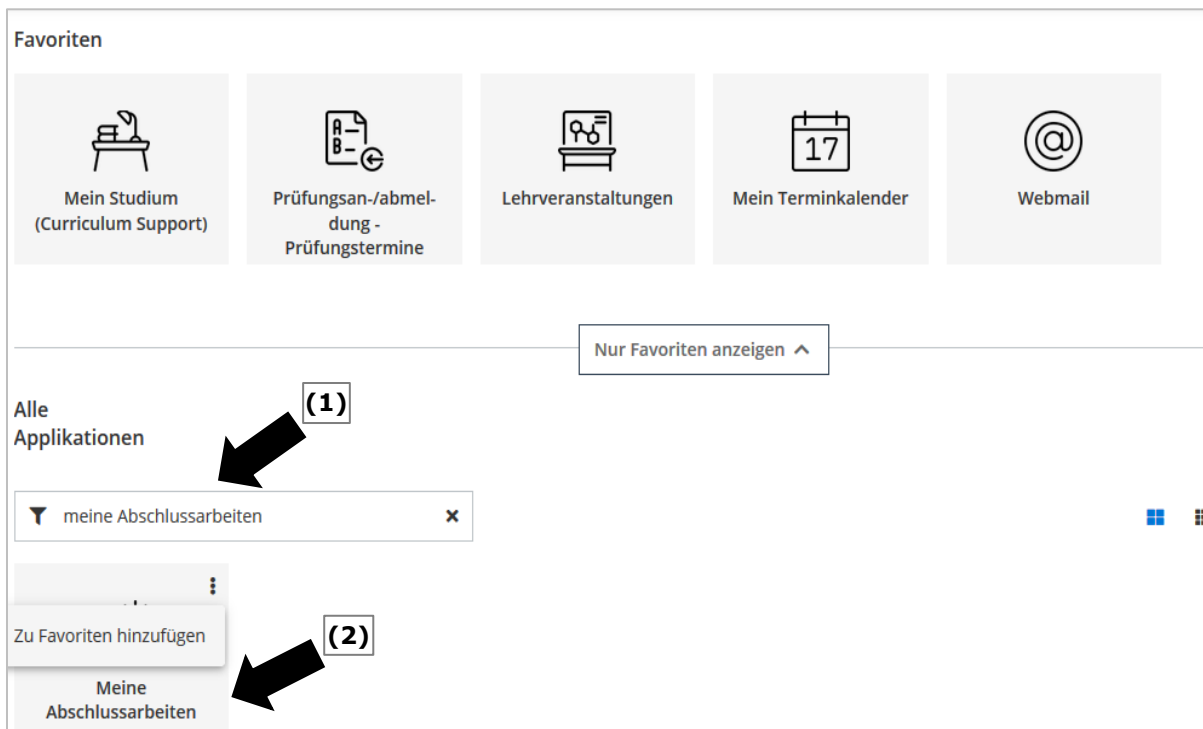 Favoriten
A
B
17
@
Mein Studium
(Curriculum Support)
Prüfungsan-/abmel-
dung -
Prüfungstermine
Lehrveranstaltungen
Mein Terminkalender
Webmail
Nur Favoriten anzeigen
(1)
Alle
Applikationen
meine Abschlussarbeiten
Zu Favoriten hinzufügen
(2)
Meine
Abschlussarbeiten